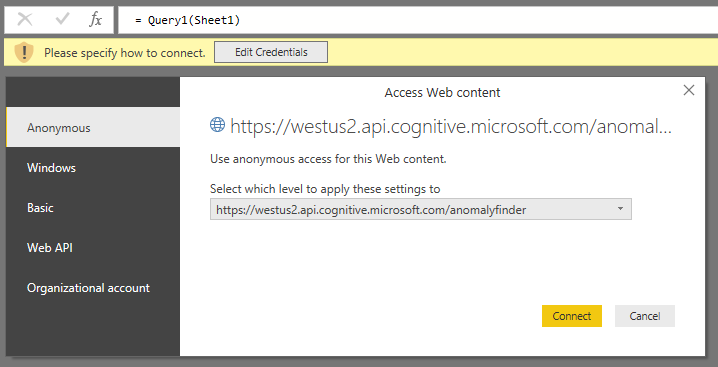 fx = Query1(Sheet1)
Please specify how to connect. Edit Credentials
Access Web content
Anonymous
Windows
Basic
Web API
Organizational account
https://westus2.api.cognitive.microsoft.com/anomal...
Use anonymous access for this Web content.
Select which level to apply these settings to
https://westus2.api.cognitive.microsoft.com/anomalyfinder
Connect Cancel